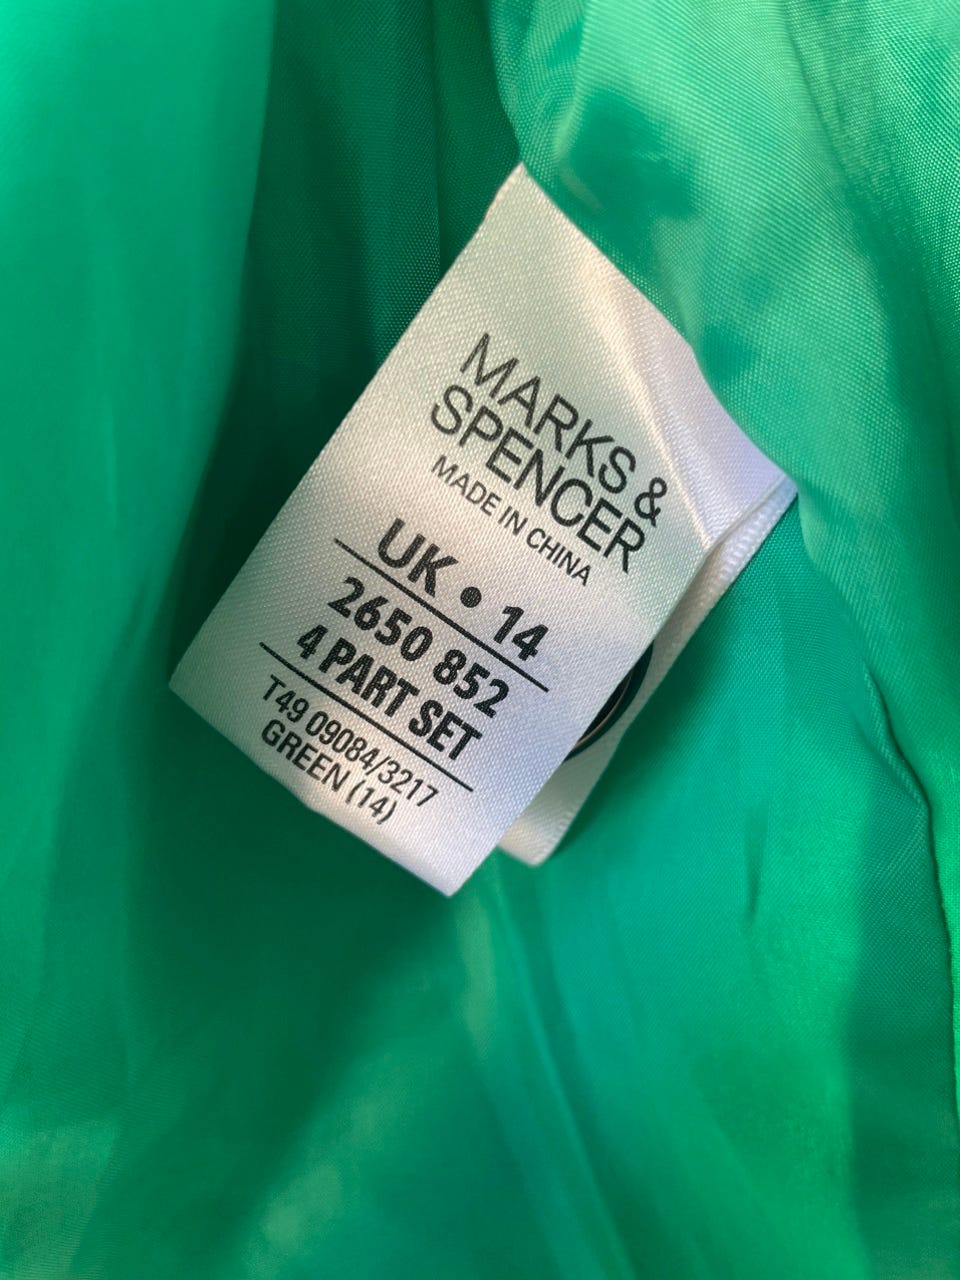 MARKS &
SPENCER
MADE IN CHINA
UK • 14
2650 852
4 PART SET
T49 09084/3217
GREEN (14)